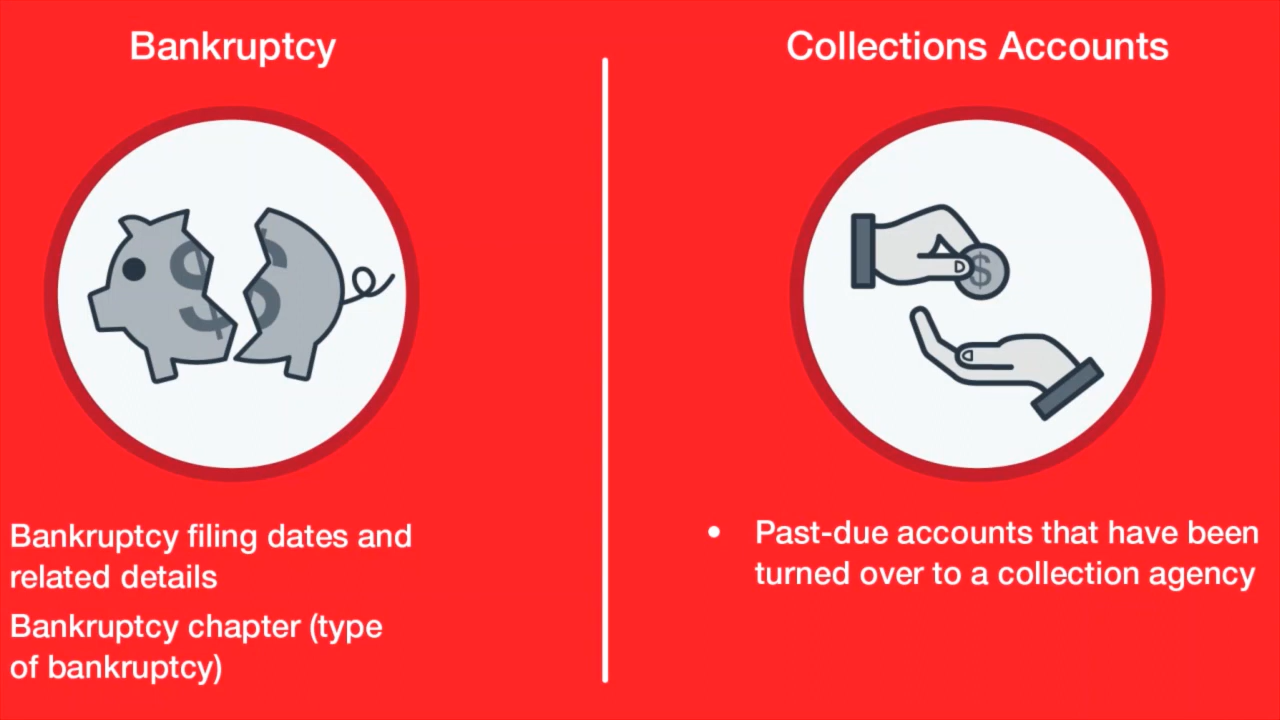 Bankruptcy
Bankruptcy filing dates and
related details
Bankruptcy chapter (type
of bankruptcy)
Collections Accounts
$
• Past-due accounts that have been
turned over to a collection agency